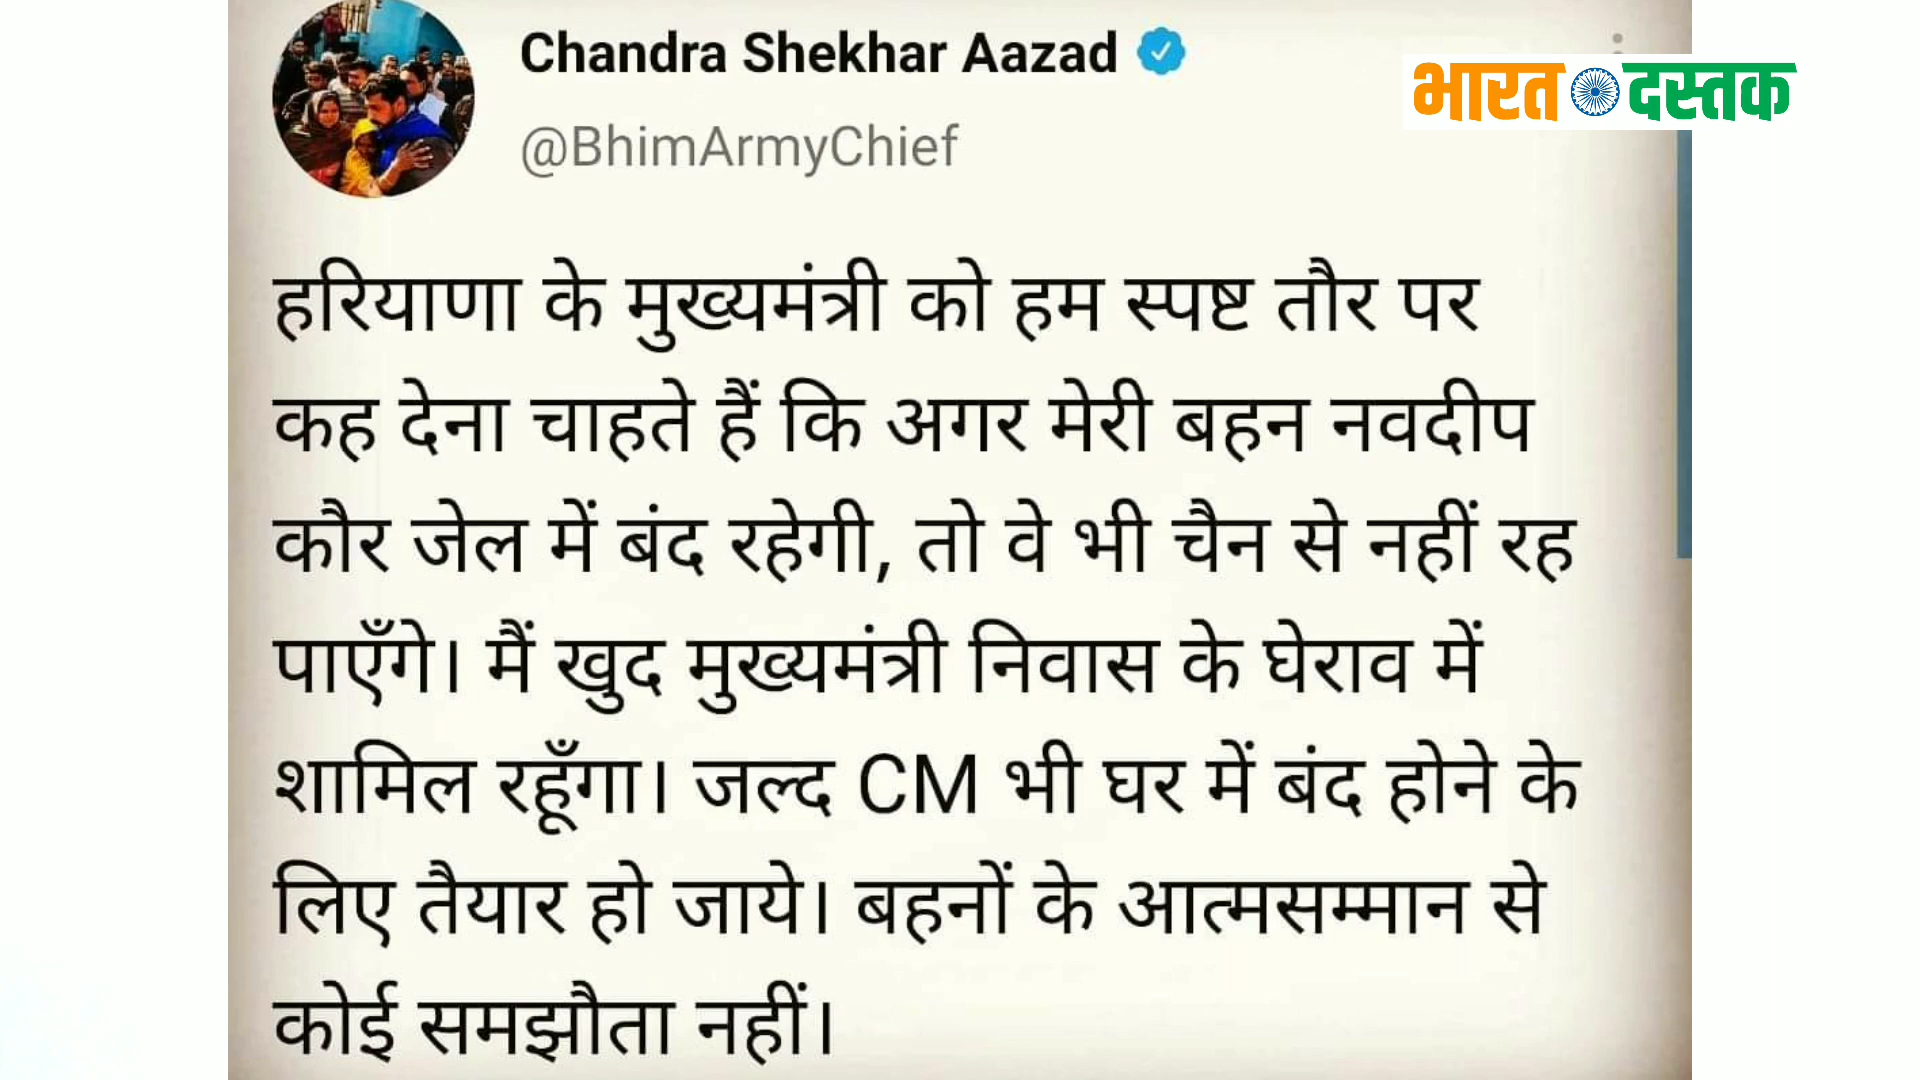 Chandra Shekhar Aazad
@BhimArmyChief
भारत दस्तक
हरियाणा के मुख्यमंत्री को हम स्पष्ट तौर पर
कह देना चाहते हैं कि अगर मेरी बहन नवदीप
कौर जेल में बंद रहेगी, तो वे भी चैन से नहीं रह
पाएँगे। मैं खुद मुख्यमंत्री निवास के घेराव में
शामिल रहूँगा। जल्द CM भी घर में बंद होने के
लिए तैयार हो जाये। बहनों के आत्मसम्मान से
कोई समझौता नहीं।